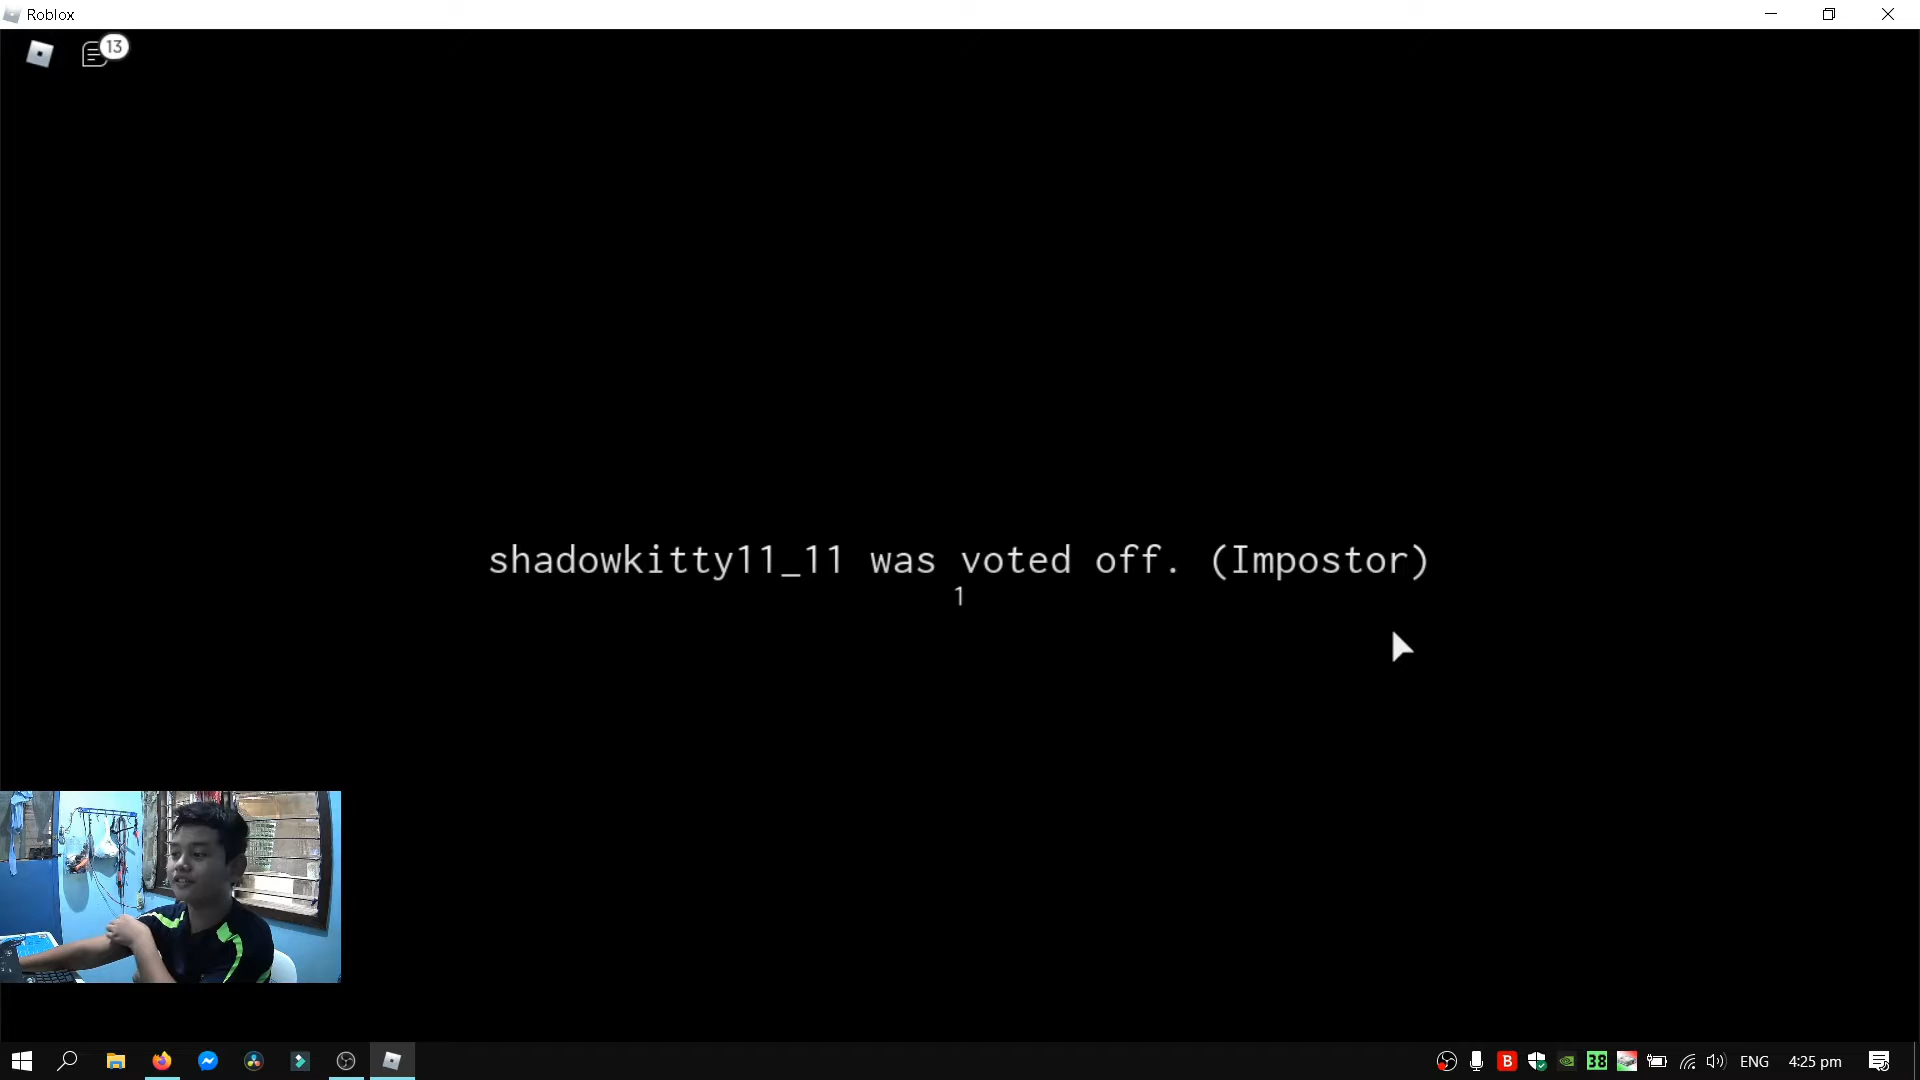 Roblox
13
shadowkitty11_11 was voted off. (Impostor)
1
B
38
ENG
4:25 pm